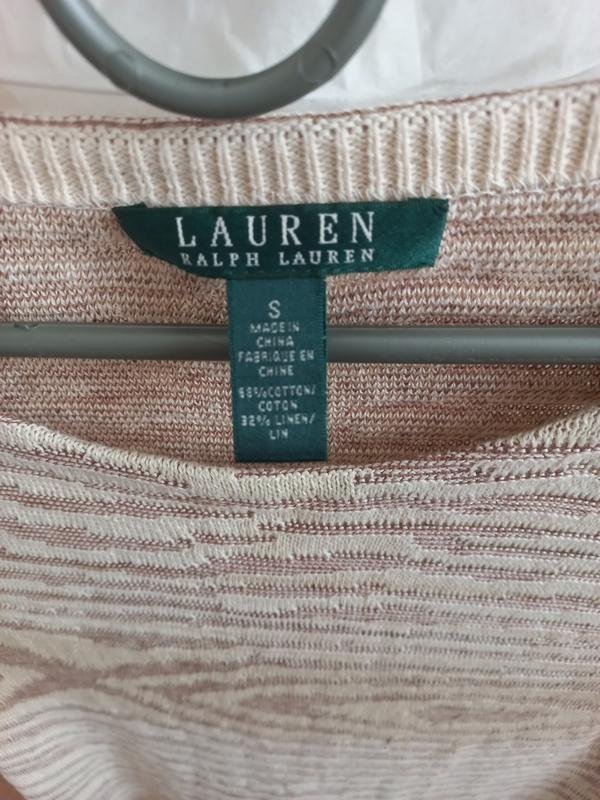 LAUREN
RALPH LAUREN
S
MADE IN
CHINA
FABRIQUE EN
CHINE
68% COTTON/
COTON
32% LINEN/
LIN